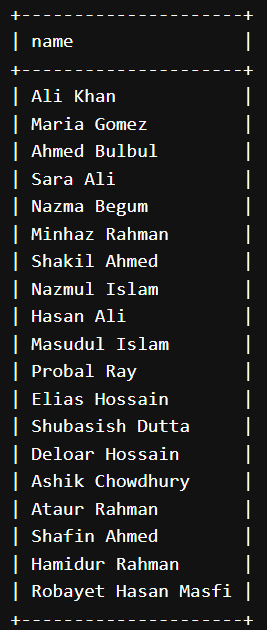 +---------------------+
| name                |
+---------------------+
| Ali Khan            |
| Maria Gomez         |
| Ahmed Bulbul        |
| Sara Ali            |
| Nazma Begum         |
| Minhaz Rahman       |
| Shakil Ahmed        |
| Nazmul Islam        |
| Hasan Ali           |
| Masudul Islam       |
| Probal Ray          |
| Elias Hossain       |
| Shubasish Dutta     |
| Deloar Hossain      |
| Ashik Chowdhury     |
| Ataur Rahman        |
| Shafin Ahmed        |
| Hamidur Rahman      |
| Robayet Hasan Masfi |
+---------------------+